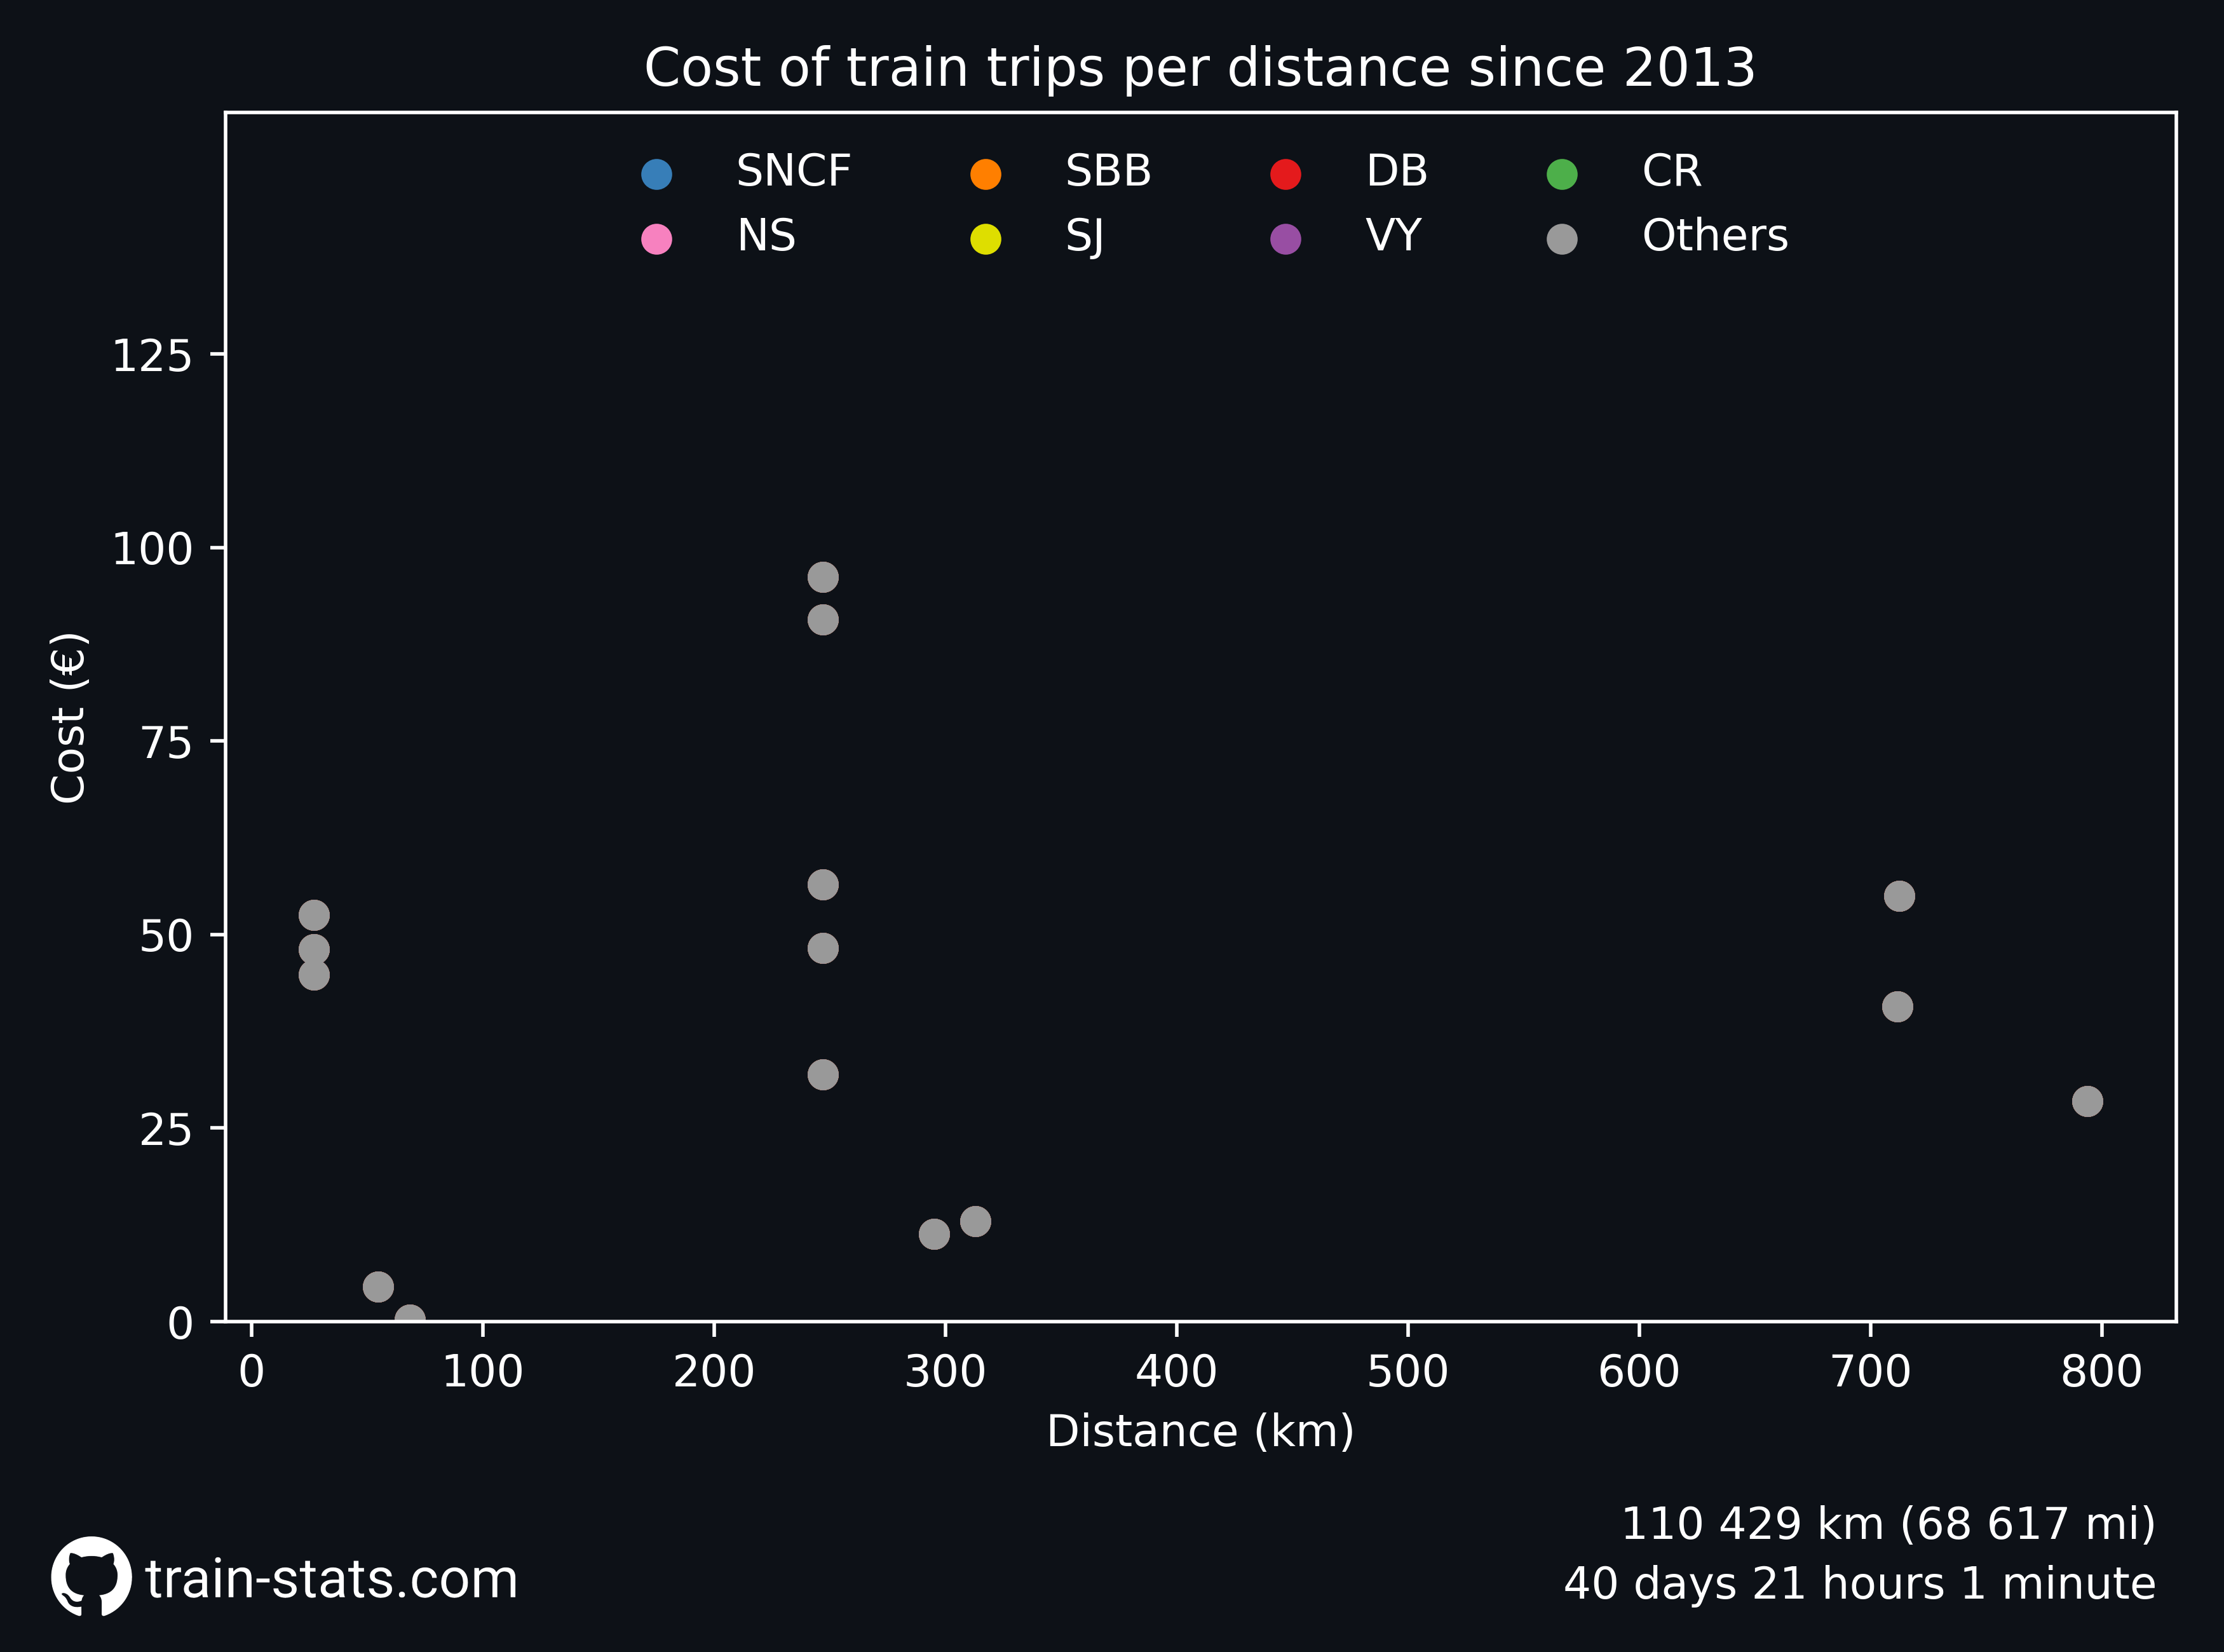 Cost of train trips per distance since 2013
SNCF SBB DB CR
NS SJ VY Others
Cost (€)
125
100
75
50
25
0
0 100 200 300 400 500 600 700 800
Distance (km)
110 429 km (68 617 mi)
train-stats.com
40 days 21 hours 1 minute